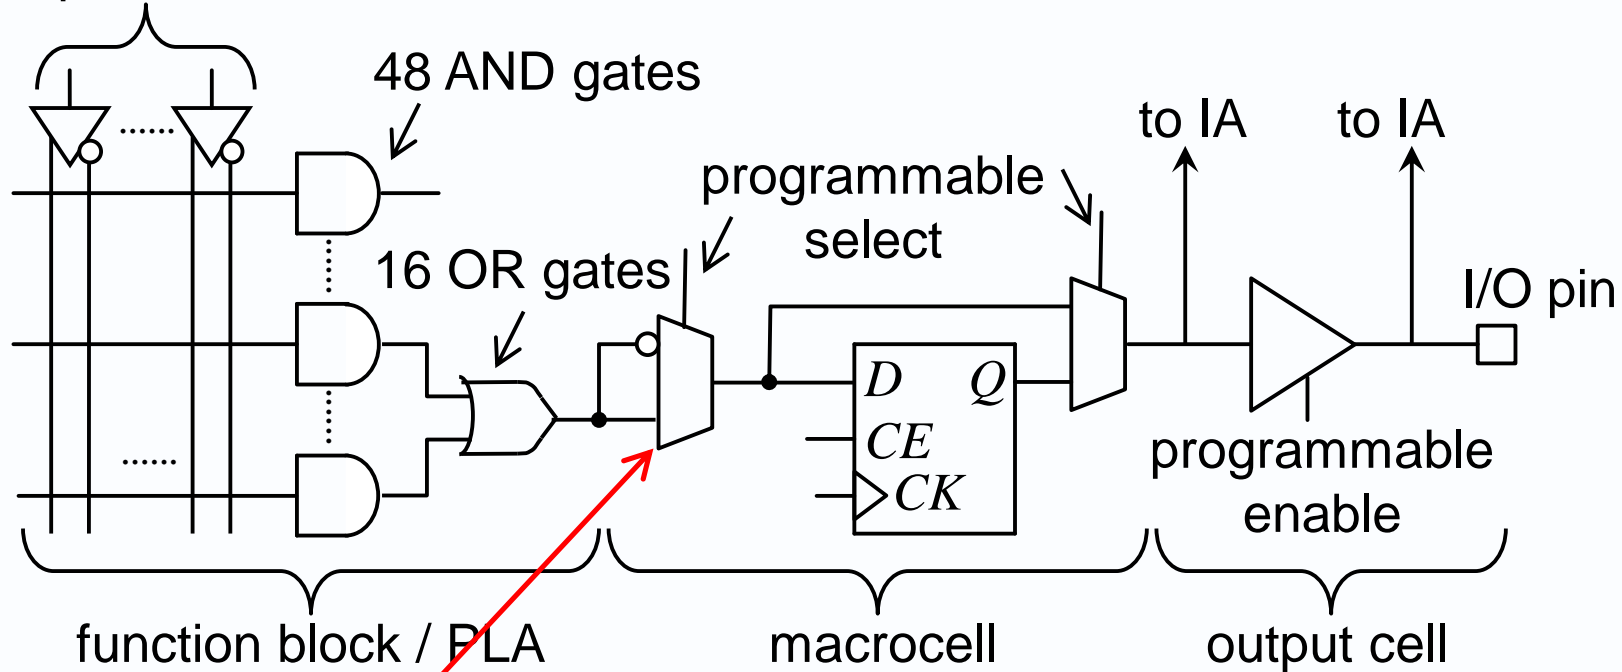 48 AND gates
to IA
to IA
programmable
select
16 OR gates
I/O pin
D
Q
CE
CK
programmable
enable
function block / PLA
macrocell
output cell